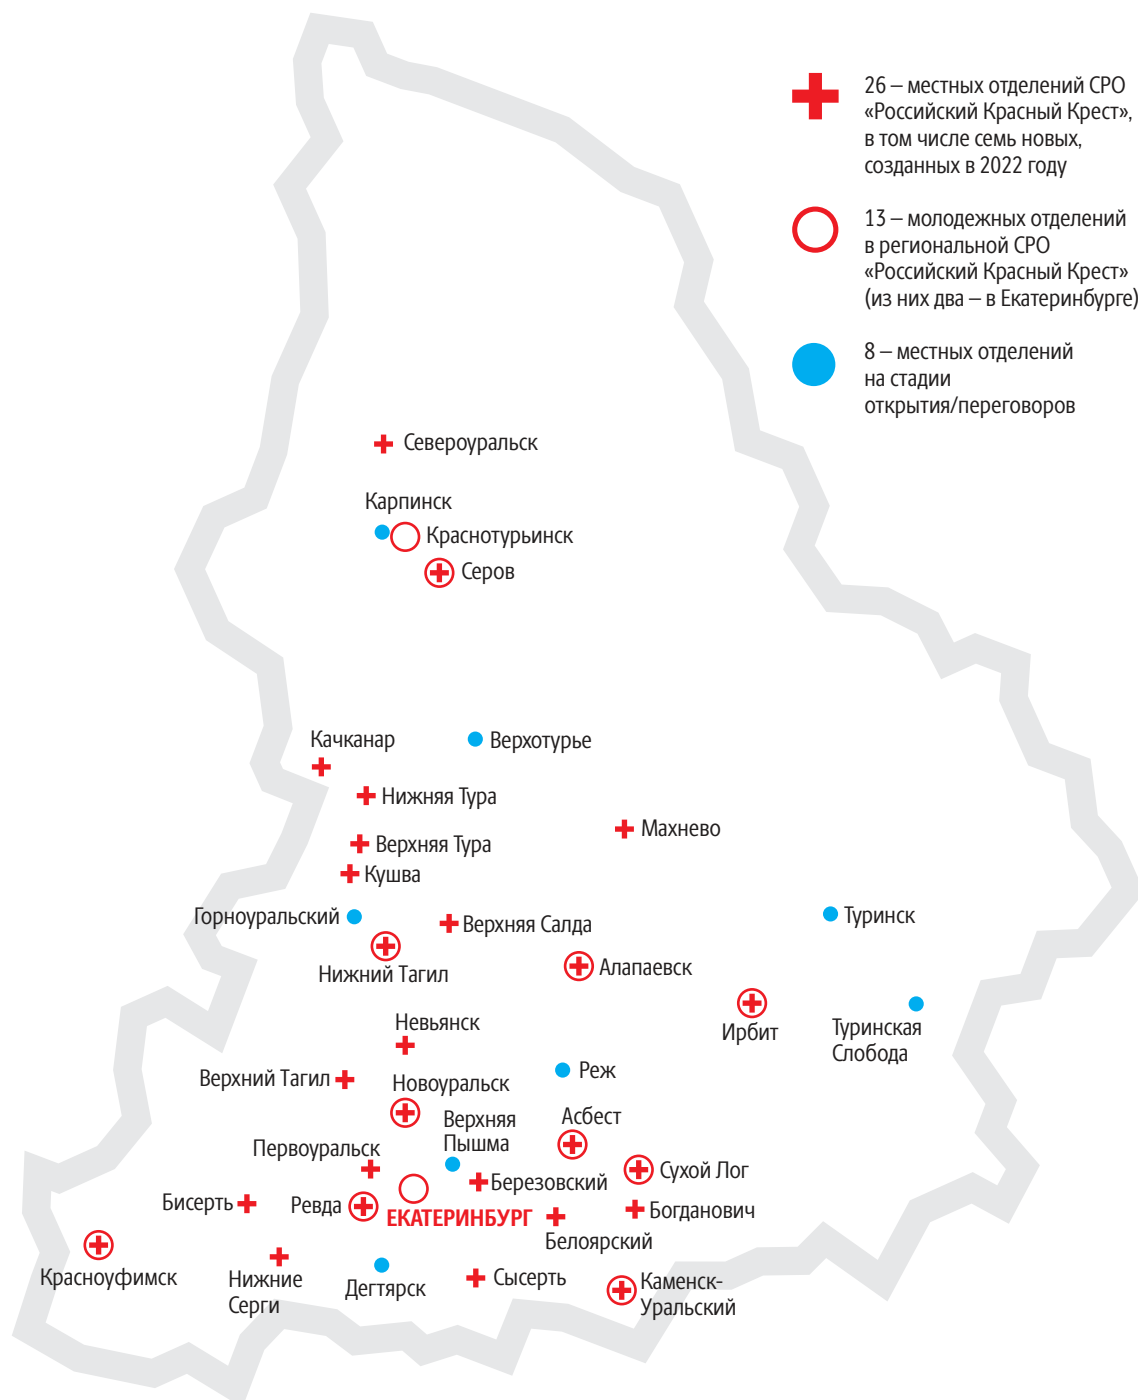 26 – местных отделений СРО
«Российский Красный Крест»,
в том числе семь новых,
созданных в 2022 году
13 – молодежных отделений
в региональной СРО
«Российский Красный Крест»
(из них два – в Екатеринбурге)
8 – местных отделений
на стадии
открытия/переговоров
Североуральск
Карпинск
Краснотурьинск
Серов
Качканар
Верхотурье
Нижняя Тура
Махнево
Верхняя Тура
Кушва
Горноуральский
Верхняя Салда
Туринск
Нижний Тагил
Алапаевск
Ирбит
Туринская
Слобода
Невьянск
Верхний Тагил
Реж
Новоуральск
Верхняя
Пышма
Асбест
Первоуральск
Сухой Лог
Березовский
Бисерть
Ревда
ЕКАТЕРИНБУРГ
Богданович
Белоярский
Красноуфимск
Нижние
Серги
Дегтярск
Сысерть
Каменск-
Уральский